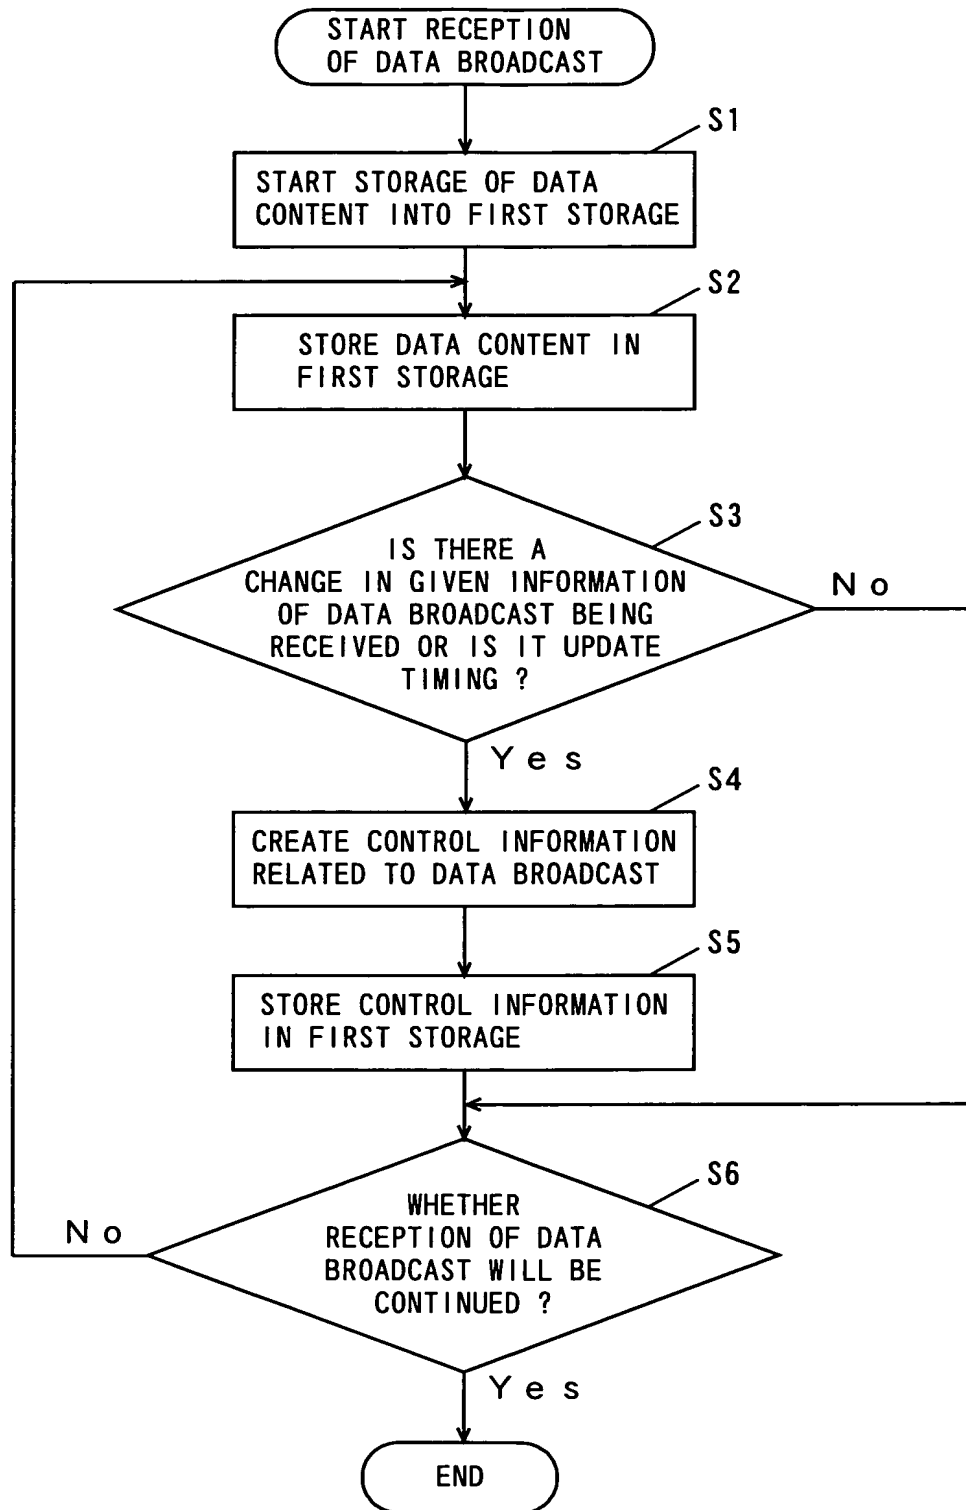 START RECEPTION
OF DATA BROADCAST
S1
START STORAGE OF DATA
CONTENT INTO FIRST STORAGE
S2
STORE DATA CONTENT IN
FIRST STORAGE
S3
IS THERE A
CHANGE IN GIVEN INFORMATION
OF DATA BROADCAST BEING
RECEIVED OR IS IT UPDATE
TIMING ?
No
Yes
S4
CREATE CONTROL INFORMATION
RELATED TO DATA BROADCAST
S5
STORE CONTROL INFORMATION
IN FIRST STORAGE
S6
WHETHER
RECEPTION OF DATA
BROADCAST WILL BE
CONTINUED ?
No
Yes
END